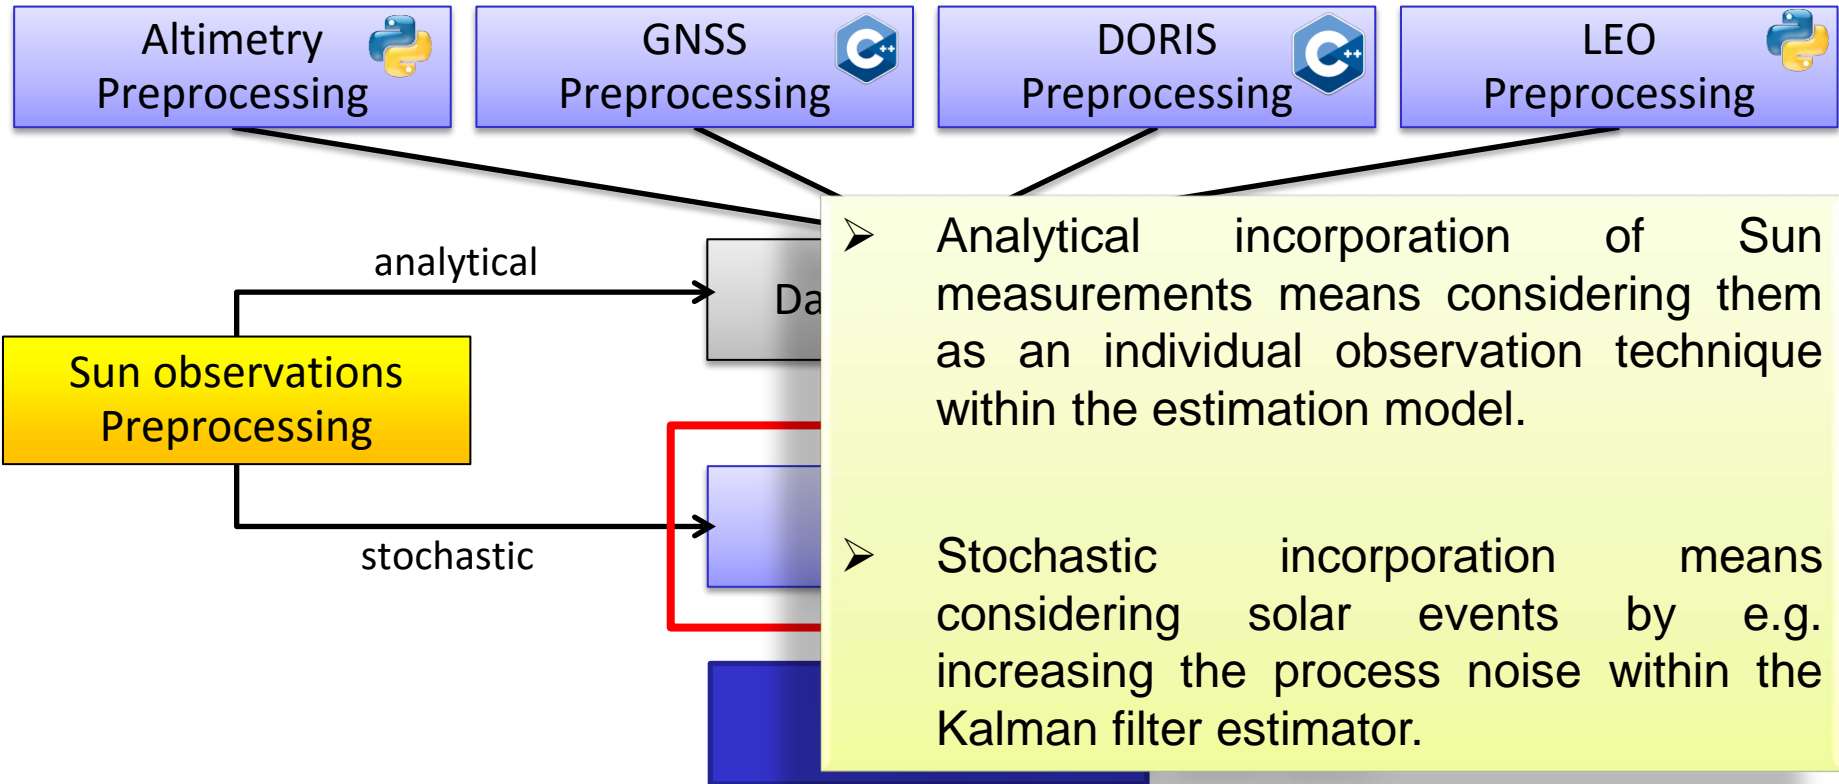 Altimetry
Preprocessing
GNSS
Preprocessing
DORIS
Preprocessing
LEO
Preprocessing
analytical
Sun observations
Preprocessing
stochastic
➢ Analytical incorporation of Sun
measurements means considering them
as an individual observation technique
within the estimation model.
➢ Stochastic incorporation means
considering solar events by e.g.
increasing the process noise within the
Kalman filter estimator.